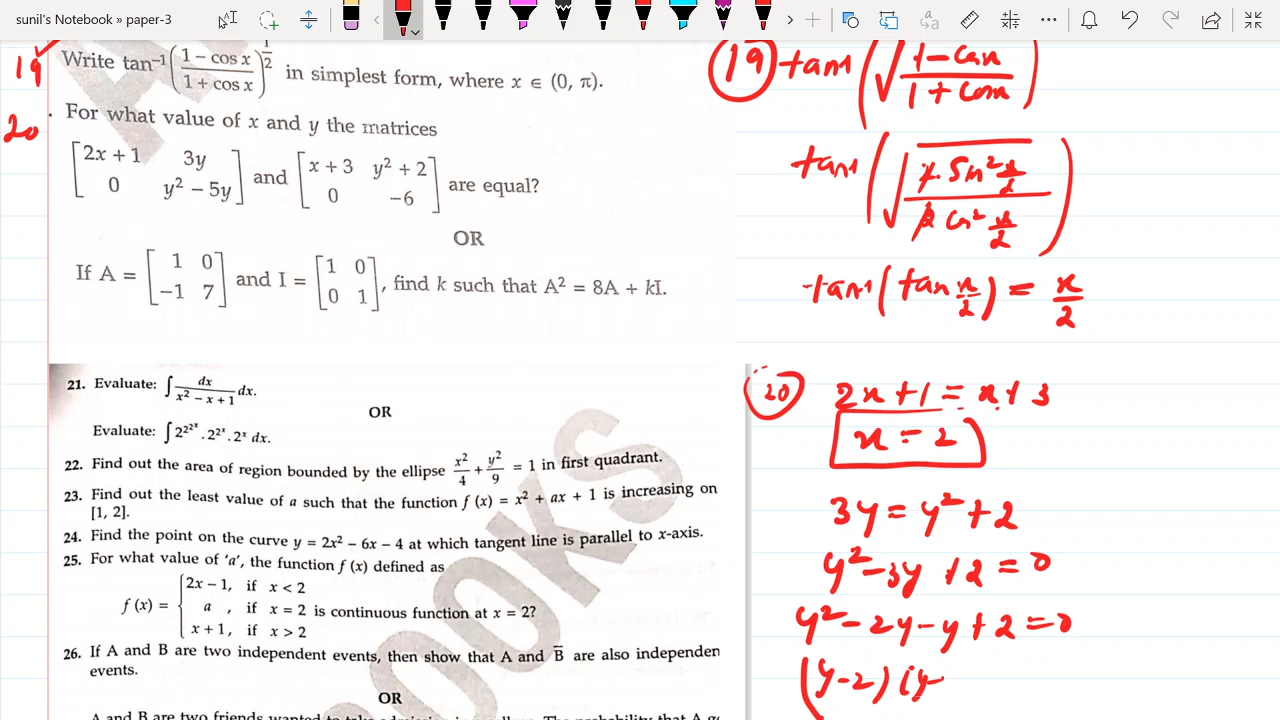 sunil's Notebook » paper-3
19 Write tan⁻¹ ((1 − cos x)/(1 + cos x))^(1/2) in simplest form, where x ∈ (0, π).
20 . For what value of x and y the matrices
[2x + 1 3y
0 y² − 5y] and [x + 3 y² + 2
0 −6] are equal?
OR
If A = [1 0
−1 7] and I = [1 0
0 1], find k such that A² = 8A + kI.
21. Evaluate: ∫ dx/(x² − x + 1) dx.
OR
Evaluate: ∫ 2^(2^(2^x)) . 2^(2^x) . 2^x dx.
22. Find out the area of region bounded by the ellipse x²/4 + y²/9 = 1 in first quadrant.
23. Find out the least value of a such that the function f (x) = x² + ax + 1 is increasing on
[1, 2].
24. Find the point on the curve y = 2x² − 6x − 4 at which tangent line is parallel to x-axis.
25. For what value of 'a', the function f (x) defined as
f (x) = { 2x − 1, if x < 2
a , if x = 2 is continuous function at x = 2?
x + 1, if x > 2
26. If A and B are two independent events, then show that A and B̅ are also independen
events.
OR
BOOKS
19 tan⁻¹(√((1 − cos x)/(1 + cos x)))
tan⁻¹(√((2 sin² x/2)/(2 cos² x/2)))
tan⁻¹(tan x/2) = x/2
20 2x + 1 = x + 3
x = 2
3y = y² + 2
y² − 3y + 2 = 0
y² − 2y − y + 2 = 0
(y − 2) (y −